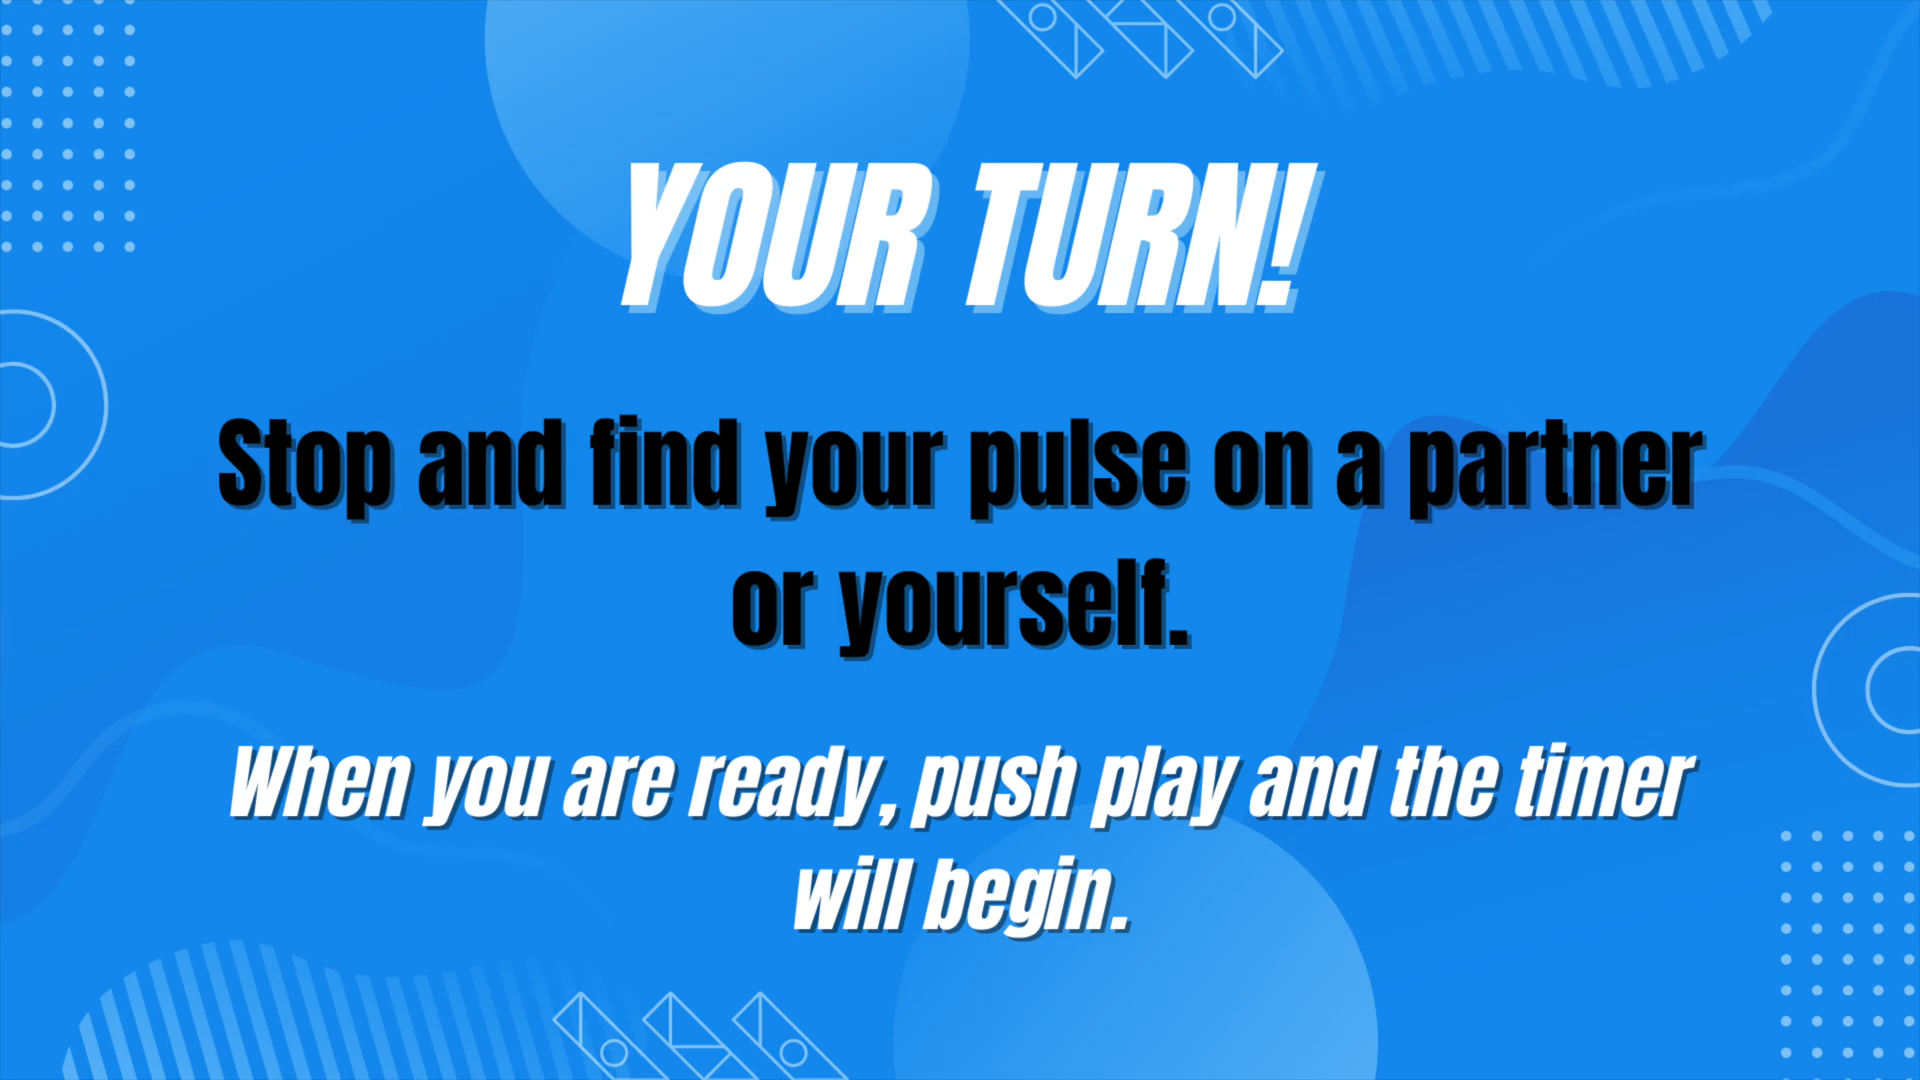 YOUR TURN!
Stop and find your pulse on a partner
or yourself.
When you are ready, push play and the timer
will begin.